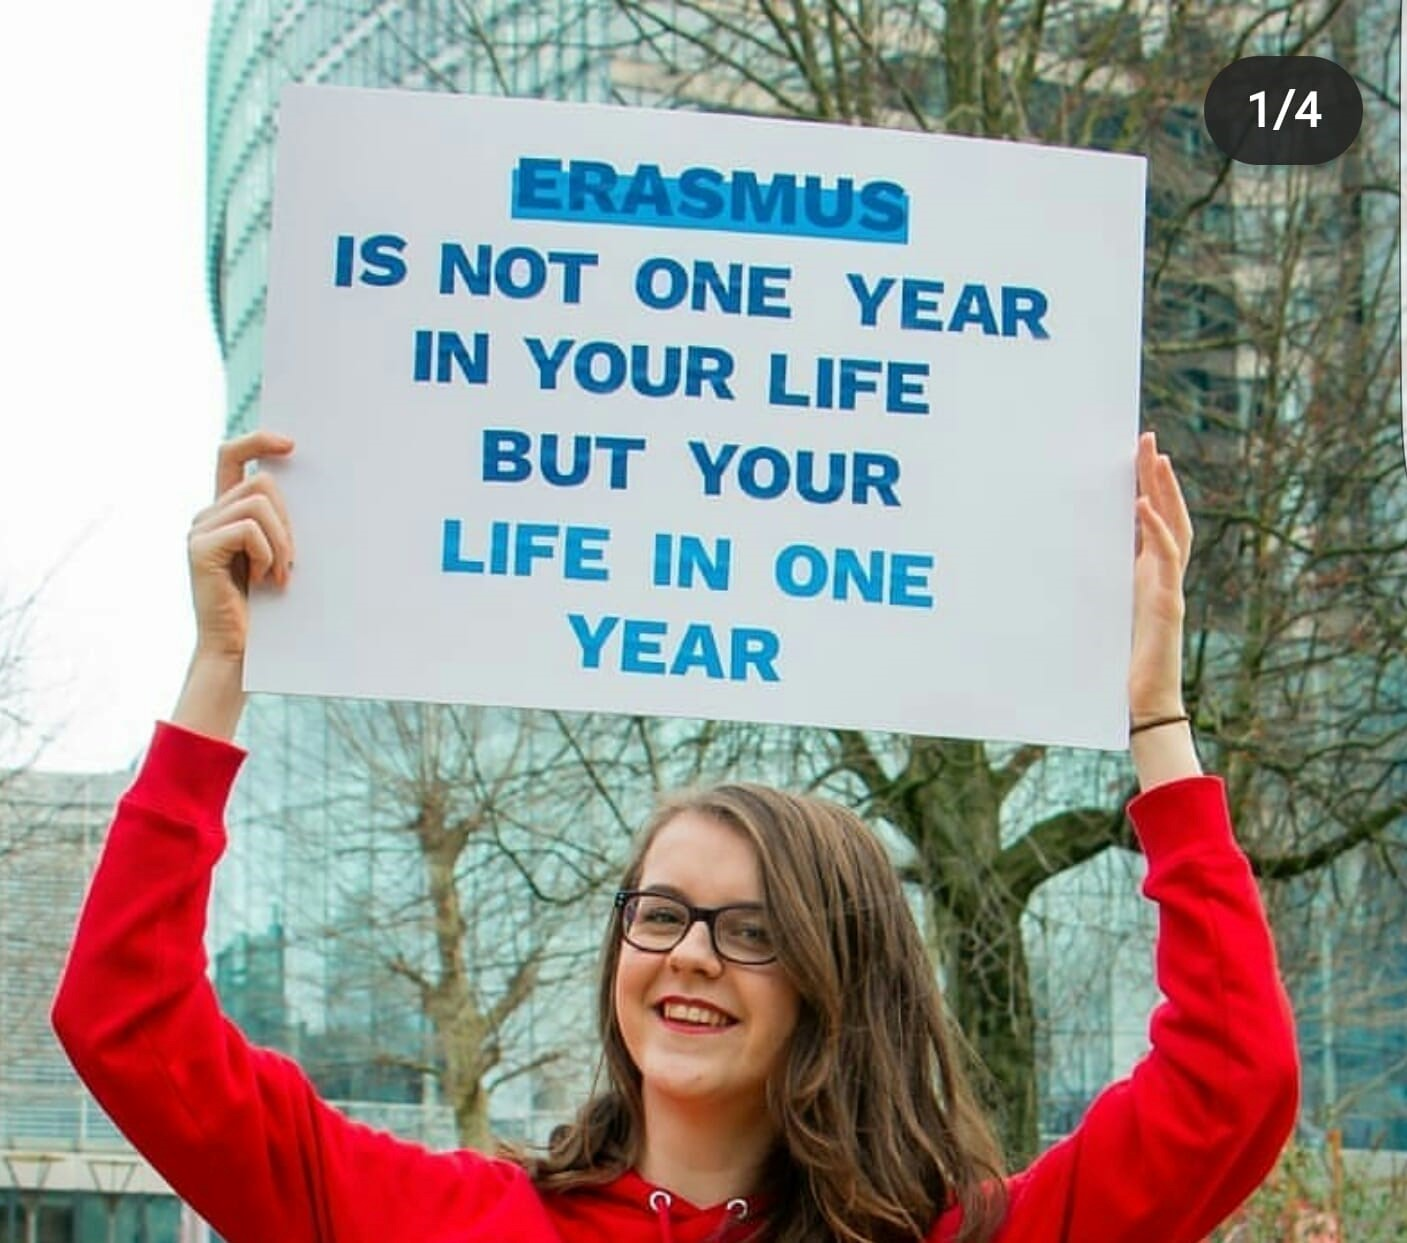 1/4
ERASMUS
IS NOT ONE YEAR
IN YOUR LIFE
BUT YOUR
LIFE IN ONE
YEAR